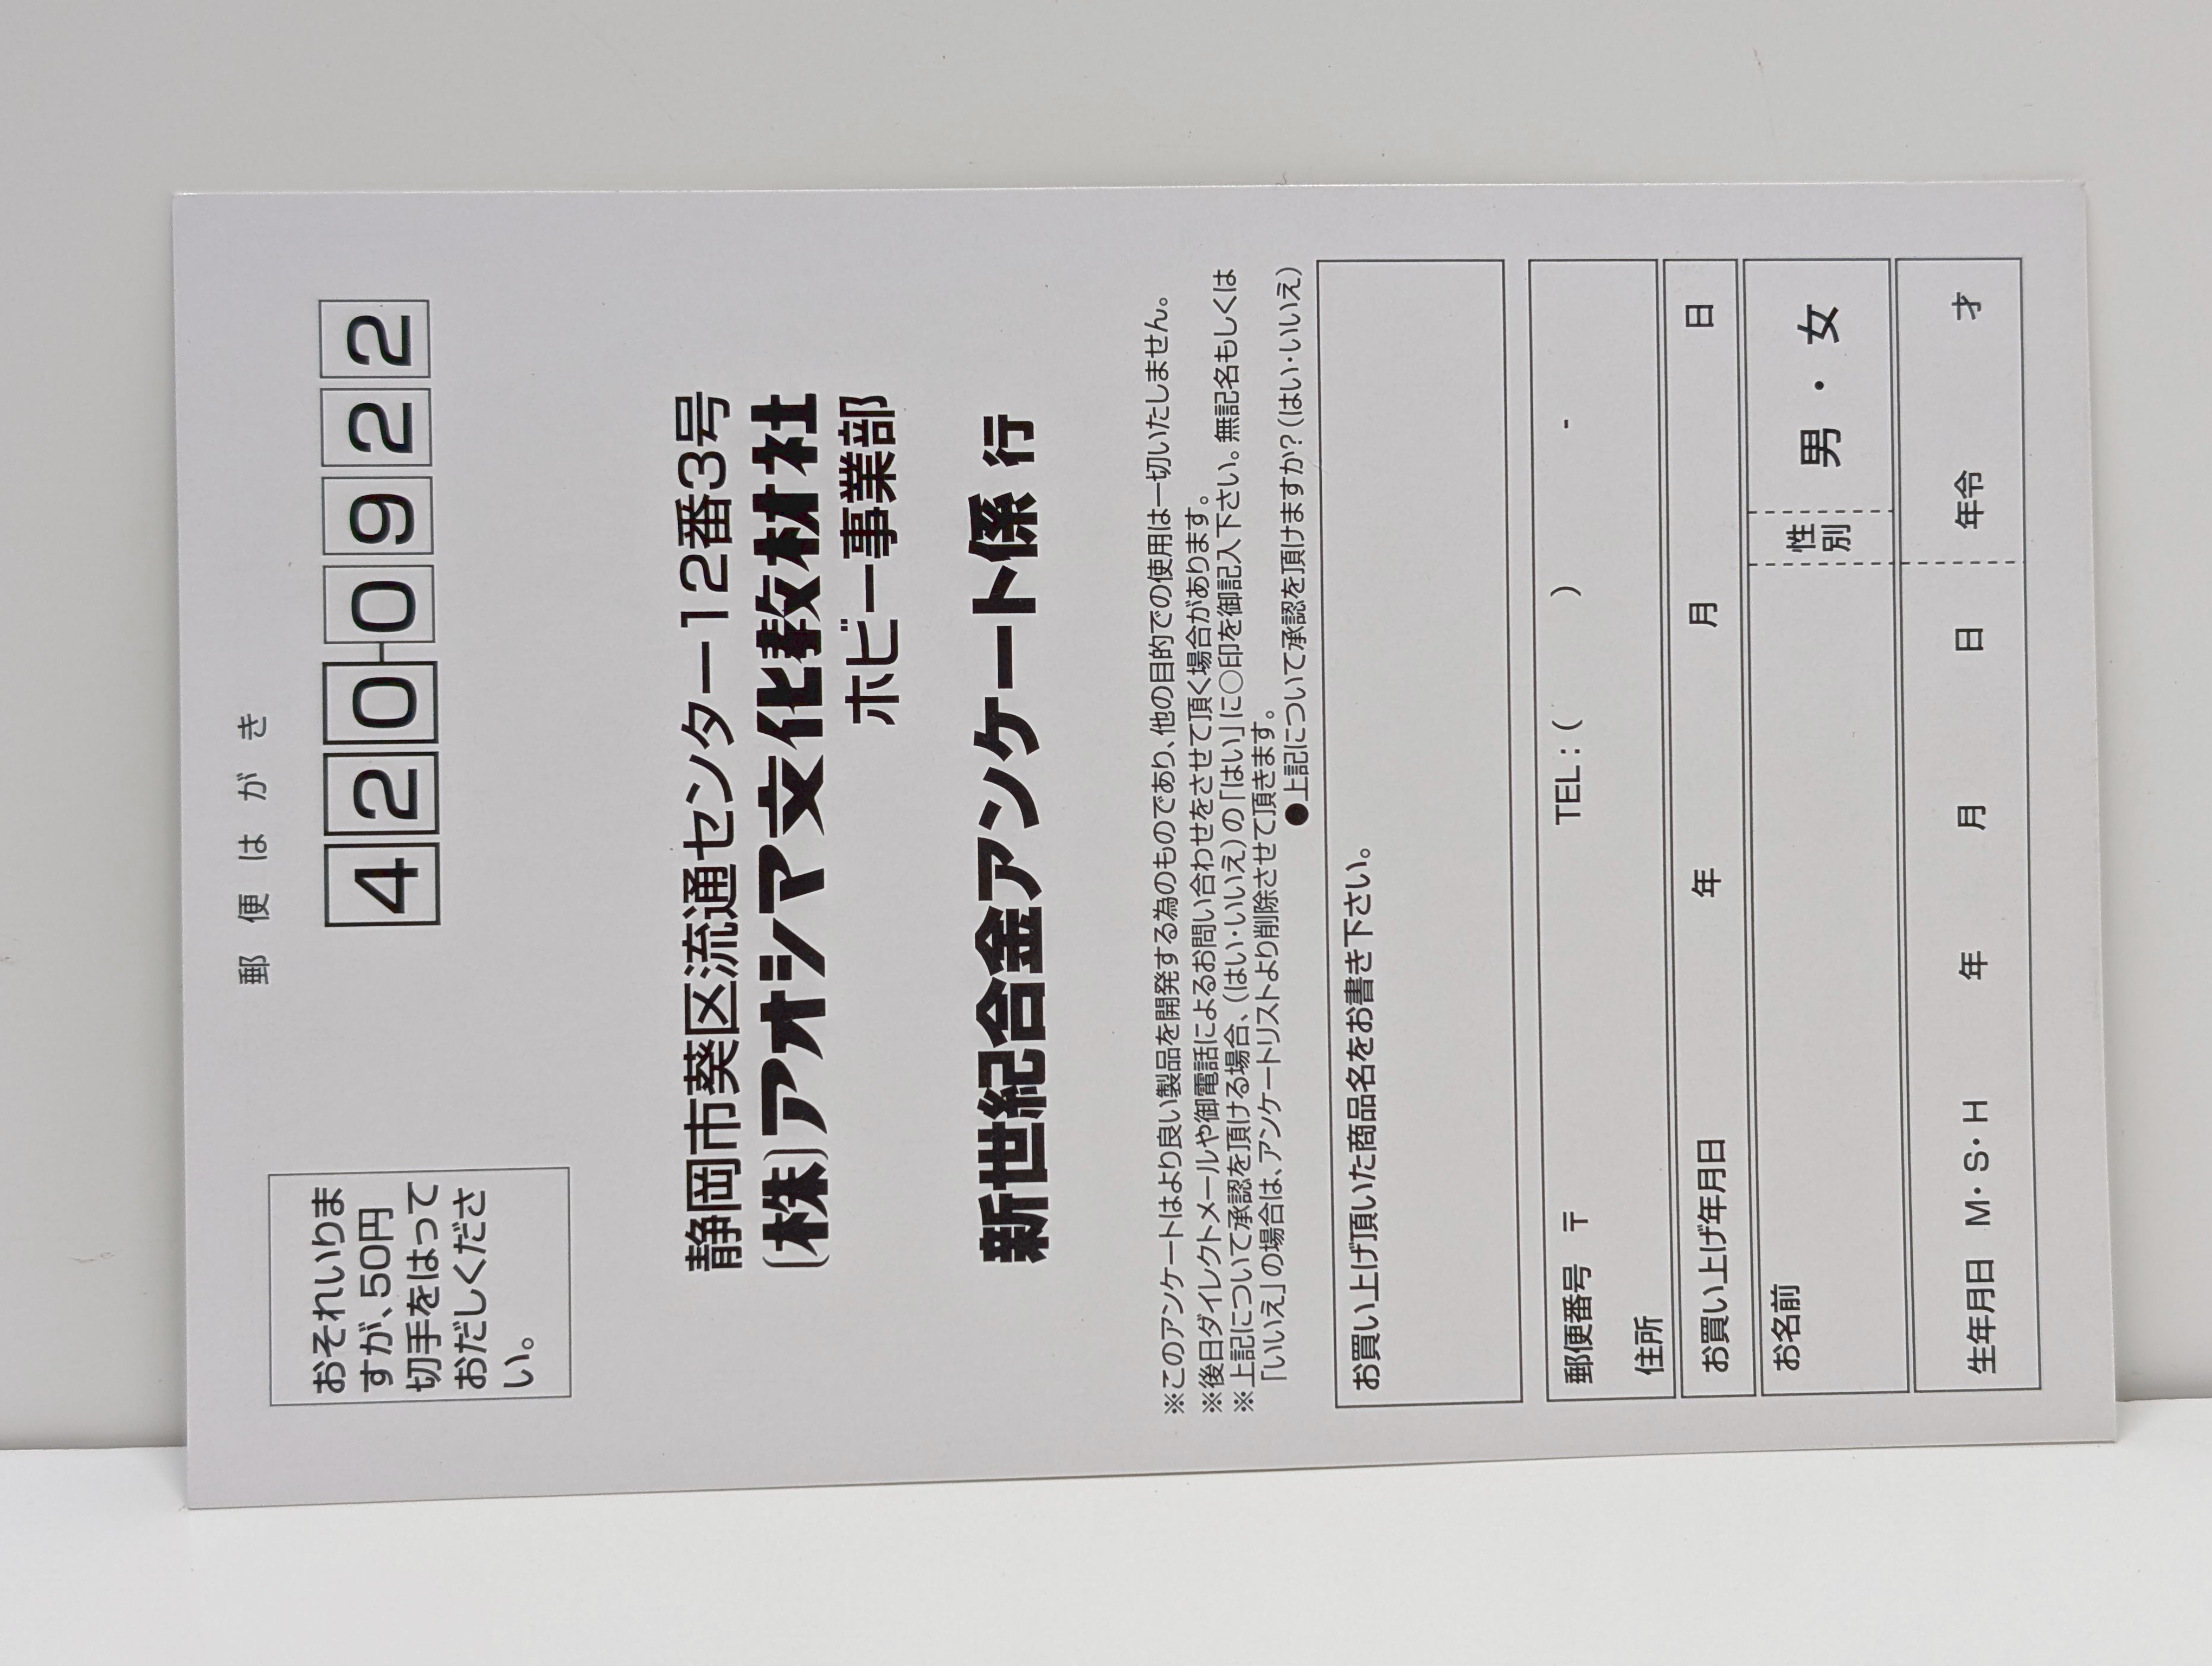 郵便はがき
420-0922
おそれいりま
すが、50円
切手をはって
おだしくださ
い。
静岡市葵区流通センター12番3号
(株)アオシマ文化教材社
ホビー事業部
新世紀合金アンケート係 行
※このアンケートはより良い製品を開発する為のものであり、他の目的での使用は一切いたしません。
※後日ダイレクトメールや御電話によるお問い合わせをさせて頂く場合があります。
※上記について承認を頂ける場合、(はい・いいえ)の「はい」に○印を御記入下さい。無記名もしくは
「いいえ」の場合は、アンケートリストより削除させて頂きます。
●上記について承認を頂けますか?(はい・いいえ)
お買い上げ頂いた商品名をお書き下さい。
郵便番号 〒 TEL:( ) -
住所
お買い上げ年月日 年 月 日
お名前 性別 男・女
生年月日 M・S・H 年 月 日 年令 才